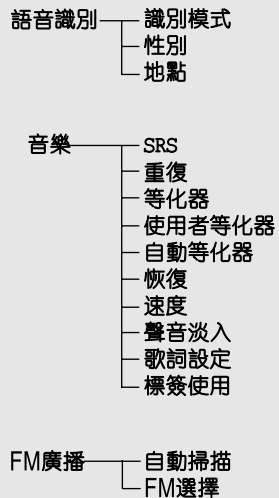 語音識別 識別模式
性別
地點
音樂 SRS
重復
等化器
使用者等化器
自動等化器
恢復
速度
聲音淡入
歌詞設定
標簽使用
FM廣播 自動掃描
FM選擇